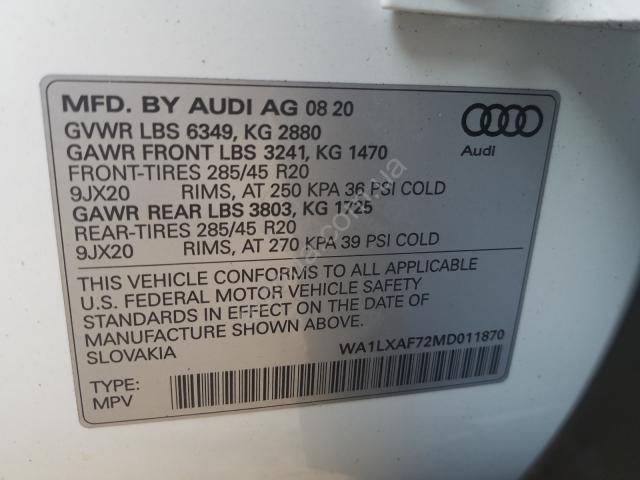 MFD. BY AUDI AG 08 20
GVWR LBS 6349, KG 2880
GAWR FRONT LBS 3241, KG 1470
FRONT-TIRES 285/45 R20
9JX20 RIMS, AT 250 KPA 36 PSI COLD
GAWR REAR LBS 3803, KG 1725
REAR-TIRES 285/45 R20
9JX20 RIMS, AT 270 KPA 39 PSI COLD
Audi
THIS VEHICLE CONFORMS TO ALL APPLICABLE
U.S. FEDERAL MOTOR VEHICLE SAFETY
STANDARDS IN EFFECT ON THE DATE OF
MANUFACTURE SHOWN ABOVE
SLOVAKIA WA1LXAF72MD011870
TYPE:
MPV